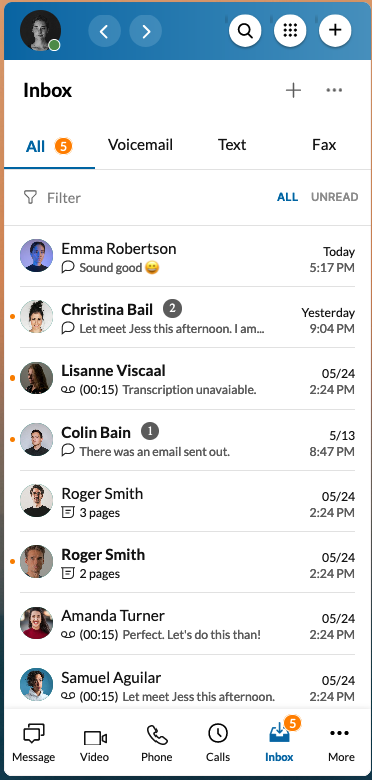 Inbox
All 5 Voicemail Text Fax
Filter ALL UNREAD
Emma Robertson Today
Sound good 😀 5:17 PM
Christina Bail 2 Yesterday
Let meet Jess this afternoon. I am... 9:04 PM
Lisanne Viscaal 05/24
(00:15) Transcription unavaiable. 2:24 PM
Colin Bain 1 5/13
There was an email sent out. 8:47 PM
Roger Smith 05/24
3 pages 2:24 PM
Roger Smith 05/24
2 pages 2:24 PM
Amanda Turner 05/24
(00:15) Perfect. Let's do this than! 2:24 PM
Samuel Aguilar 05/24
(00:15) Let meet Jess this afternoon. 2:24 PM
5
Message Video Phone Calls Inbox More